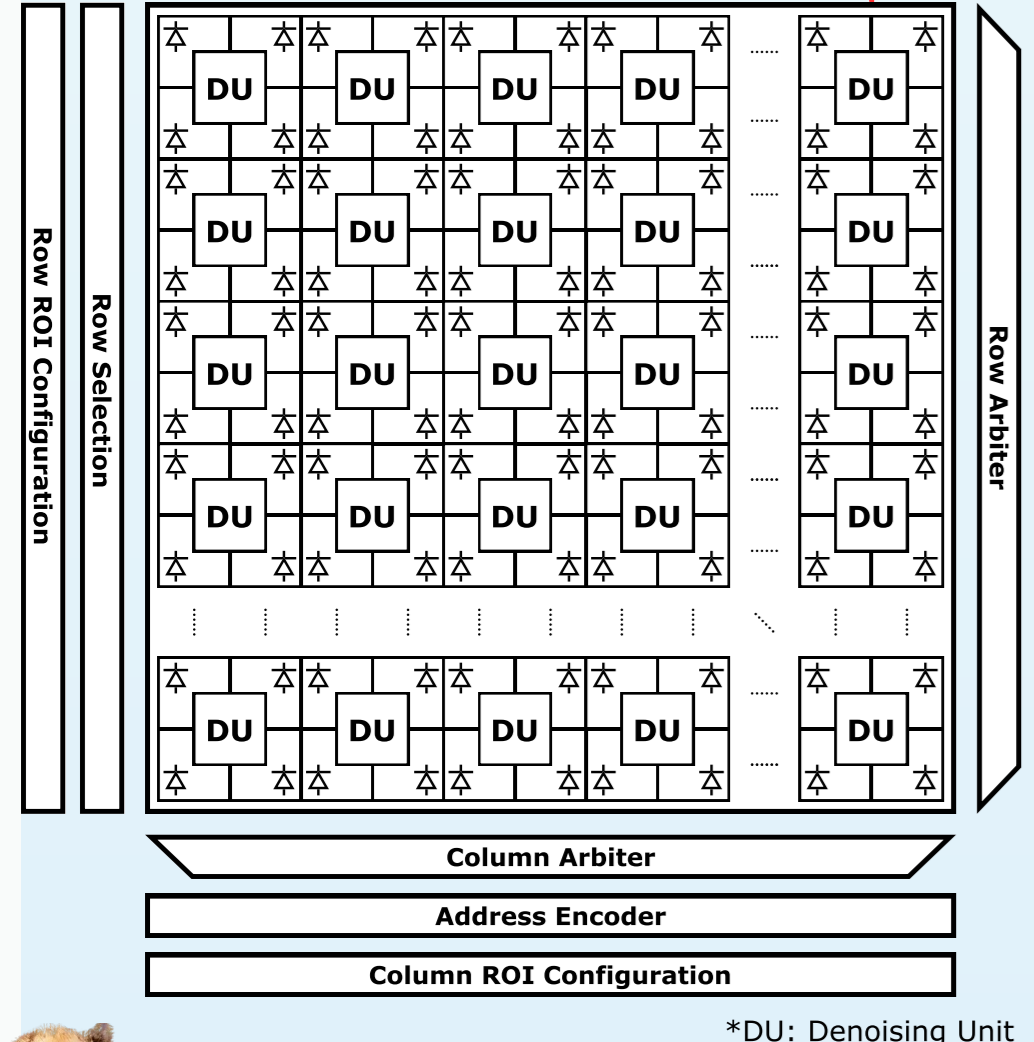 DU DU DU DU ...... DU
......
DU DU DU DU ...... DU
......
DU DU DU DU ...... DU
......
DU DU DU DU ...... DU
......
DU DU DU DU ...... DU
......
Row ROI Configuration
Row Selection
Row Arbiter
Column Arbiter
Address Encoder
Column ROI Configuration
*DU: Denoising Unit